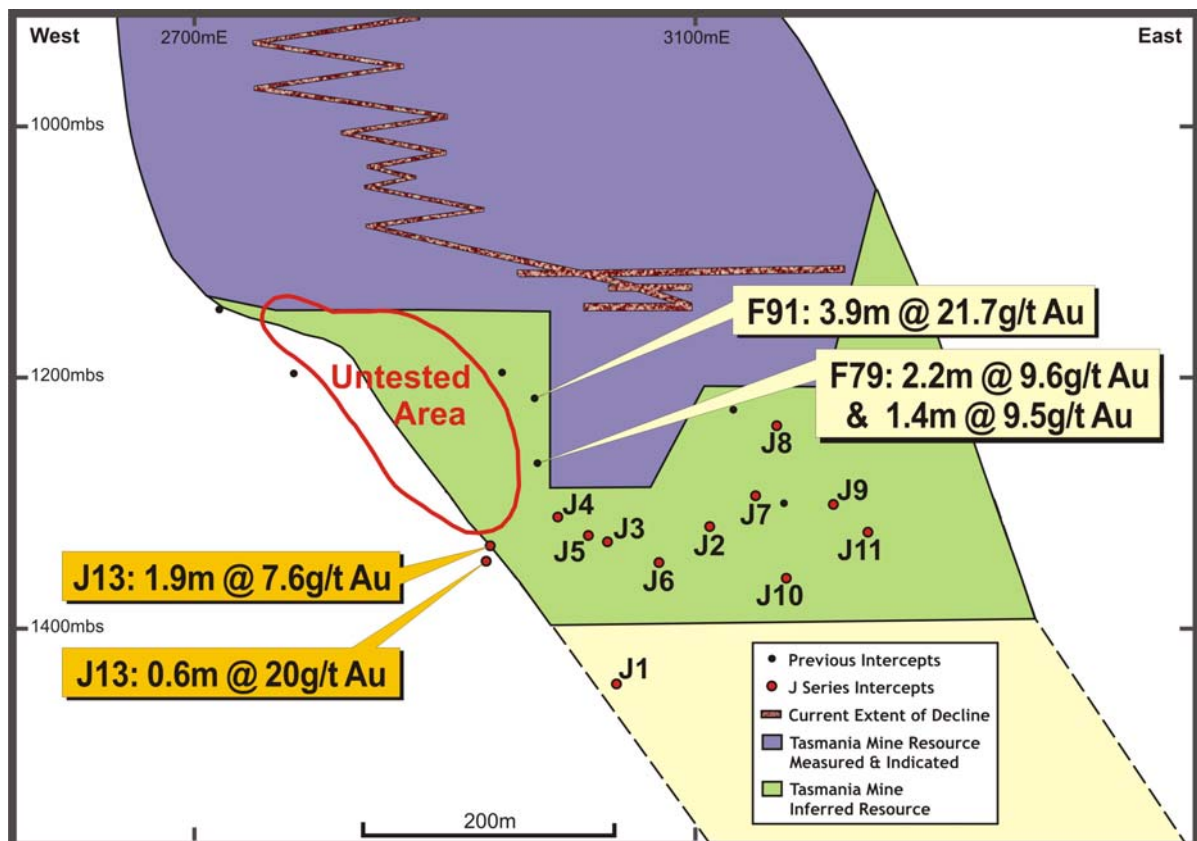 West
2700mE
3100mE
East
1000mbs
F91: 3.9m @ 21.7g/t Au
1200mbs
Untested
Area
F79: 2.2m @ 9.6g/t Au
& 1.4m @ 9.5g/t Au
J8
J4
J3
J5
J7
J9
J2
J11
J6
J10
J13: 1.9m @ 7.6g/t Au
1400mbs
J13: 0.6m @ 20g/t Au
J1
Previous Intercepts
J Series Intercepts
Current Extent of Decline
Tasmania Mine Resource
Measured & Indicated
Tasmania Mine
Inferred Resource
200m